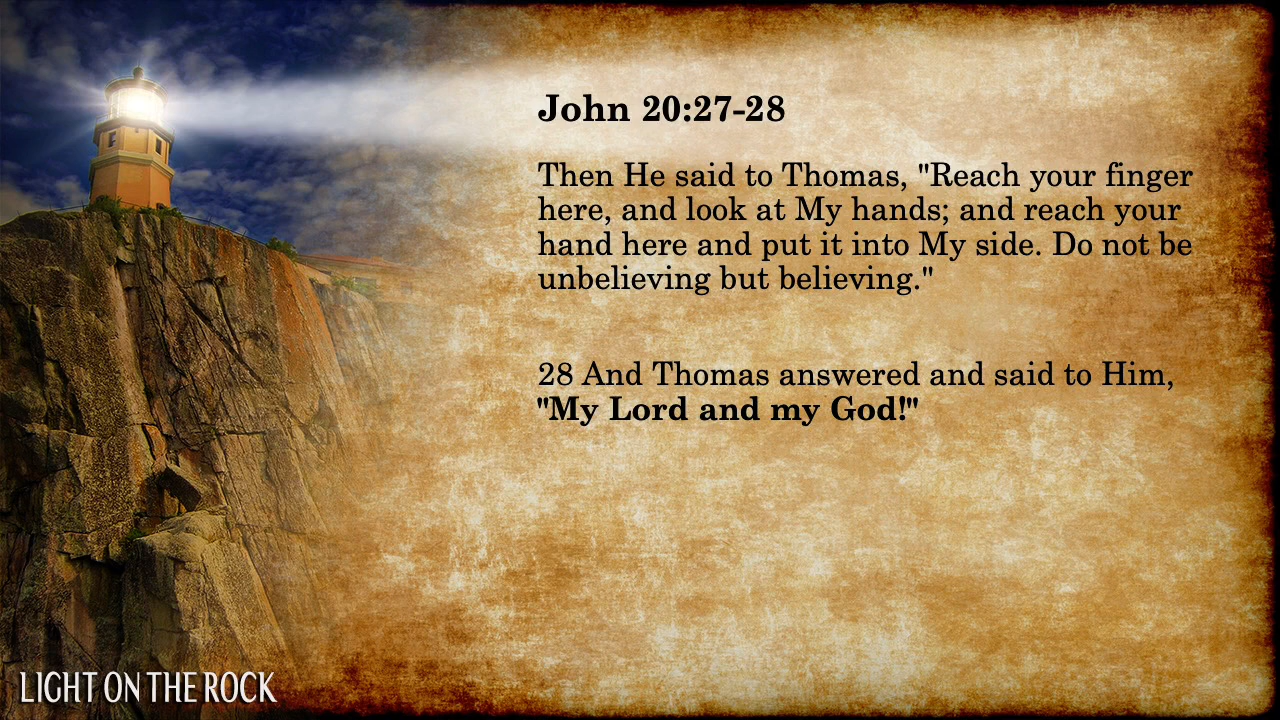 John 20:27-28
Then He said to Thomas, "Reach your finger
here, and look at My hands; and reach your
hand here and put it into My side. Do not be
unbelieving but believing."
28 And Thomas answered and said to Him,
"My Lord and my God!"
LIGHT ON THE ROCK